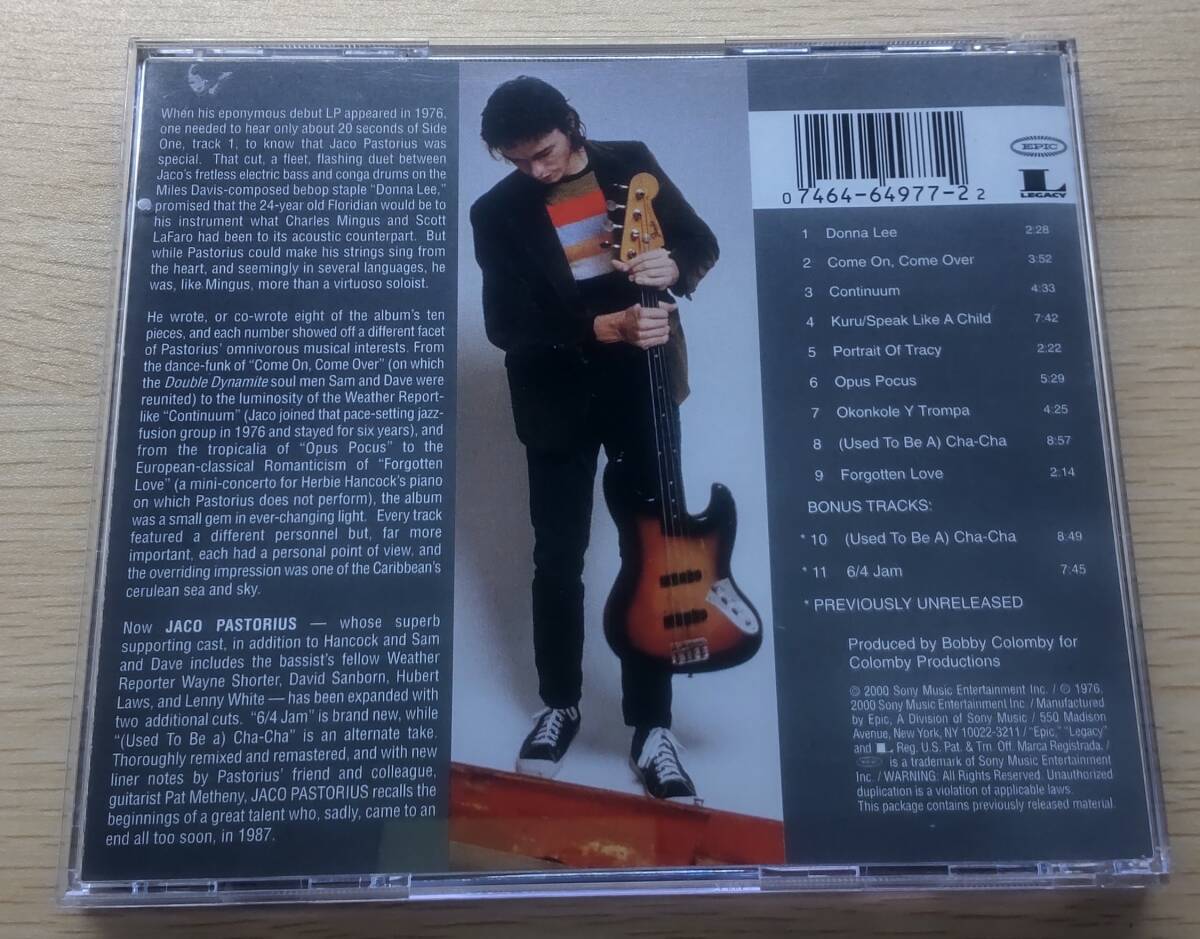 When his eponymous debut LP appeared in 1976,
one needed to hear only about 20 seconds of Side
One, track 1, to know that Jaco Pastorius was
special. That cut, a fleet, flashing duet between
Jaco's fretless electric bass and conga drums on the
Miles Davis-composed bebop staple "Donna Lee,"
promised that the 24-year old Floridian would be to
his instrument what Charles Mingus and Scott
LaFaro had been to its acoustic counterpart. But
while Pastorius could make his strings sing from
the heart, and seemingly in several languages, he
was, like Mingus, more than a virtuoso soloist.
He wrote, or co-wrote eight of the album's ten
pieces, and each number showed off a different facet
of Pastorius' omnivorous musical interests. From
the dance-funk of "Come On, Come Over" (on which
the Double Dynamite soul men Sam and Dave were
reunited) to the luminosity of the Weather Report-
like "Continuum" (Jaco joined that pace-setting jazz-
fusion group in 1976 and stayed for six years), and
from the tropicalia of "Opus Pocus" to the
European-classical Romanticism of "Forgotten
Love" (a mini-concerto for Herbie Hancock's piano
on which Pastorius does not perform), the album
was a small gem in ever-changing light. Every track
featured a different personnel but, far more
important, each had a personal point of view, and
the overriding impression was one of the Caribbean's
cerulean sea and sky.
Now JACO PASTORIUS — whose superb
supporting cast, in addition to Hancock and Sam
and Dave includes the bassist's fellow Weather
Reporter Wayne Shorter, David Sanborn, Hubert
Laws, and Lenny White — has been expanded with
two additional cuts. "6/4 Jam" is brand new, while
"(Used To Be a) Cha-Cha" is an alternate take.
Thoroughly remixed and remastered, and with new
liner notes by Pastorius' friend and colleague,
guitarist Pat Metheny, JACO PASTORIUS recalls the
beginnings of a great talent who, sadly, came to an
end all too soon, in 1987.
0 7464-64977-2 2
EPIC
L
LEGACY
1 Donna Lee 2:28
2 Come On, Come Over 3:52
3 Continuum 4:33
4 Kuru/Speak Like A Child 7:42
5 Portrait Of Tracy 2:22
6 Opus Pocus 5:29
7 Okonkole Y Trompa 4:25
8 (Used To Be A) Cha-Cha 8:57
9 Forgotten Love 2:14
BONUS TRACKS:
* 10 (Used To Be A) Cha-Cha 8:49
* 11 6/4 Jam 7:45
* PREVIOUSLY UNRELEASED
Produced by Bobby Colomby for
Colomby Productions
© 2000 Sony Music Entertainment Inc. / ℗ 1976,
2000 Sony Music Entertainment Inc. / Manufactured
by Epic, A Division of Sony Music / 550 Madison
Avenue, New York, NY 10022-3211 / "Epic," "Legacy"
and L Reg. U.S. Pat. & Tm. Off. Marca Registrada. /
is a trademark of Sony Music Entertainment
Inc. / WARNING: All Rights Reserved. Unauthorized
duplication is a violation of applicable laws.
This package contains previously released material.